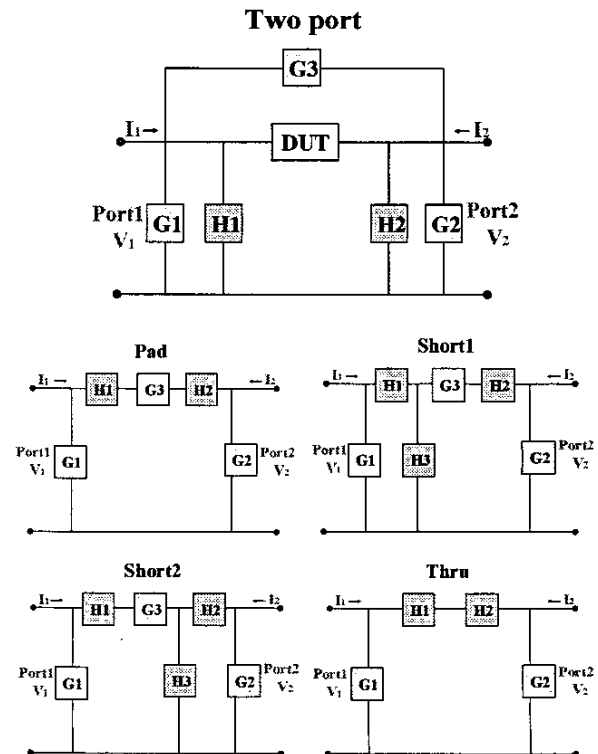 Two port
G3
I₁→ DUT ←I₂
Port1 G1 H1 H2 G2 Port2
V₁ V₂
Pad
I₁ → H1 G3 H2 ←I₂
Port1 G1 G2 Port2
V₁ V₂
Short1
I₁ → H1 G3 H2 ←I₂
Port1 G1 H3 G2 Port2
V₁ V₂
Short2
I₁ → H1 G3 H2 ← I₂
Port1 G1 H3 G2 Port2
V₁ V₂
Thru
I₁ → H1 H2 ← I₂
Port1 G1 G2 Port2
V₁ V₂